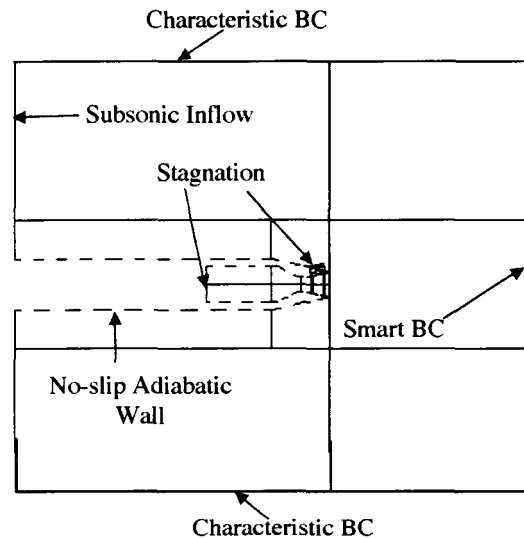 Characteristic BC
Subsonic Inflow
Stagnation
Smart BC
No-slip Adiabatic
Wall
Characteristic BC